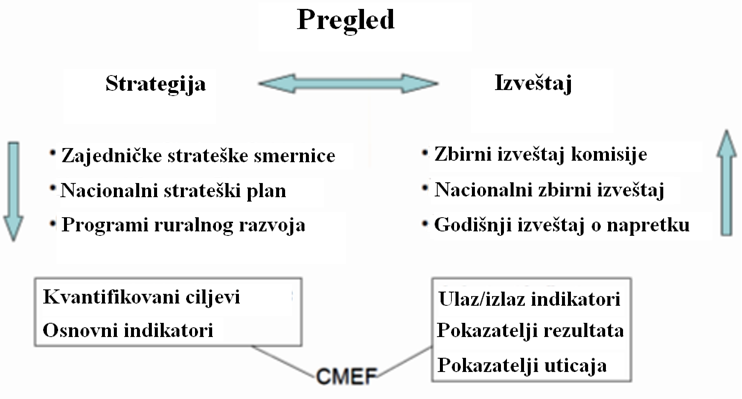 Pregled
Strategija
Izveštaj
• Zajedničke strateške smernice
• Nacionalni strateški plan
• Programi ruralnog razvoja
• Zbirni izveštaj komisije
• Nacionalni zbirni izveštaj
• Godišnji izveštaj o napretku
Kvantifikovani ciljevi
Osnovni indikatori
Ulaz/izlaz indikatori
Pokazatelji rezultata
Pokazatelji uticaja
CMEF